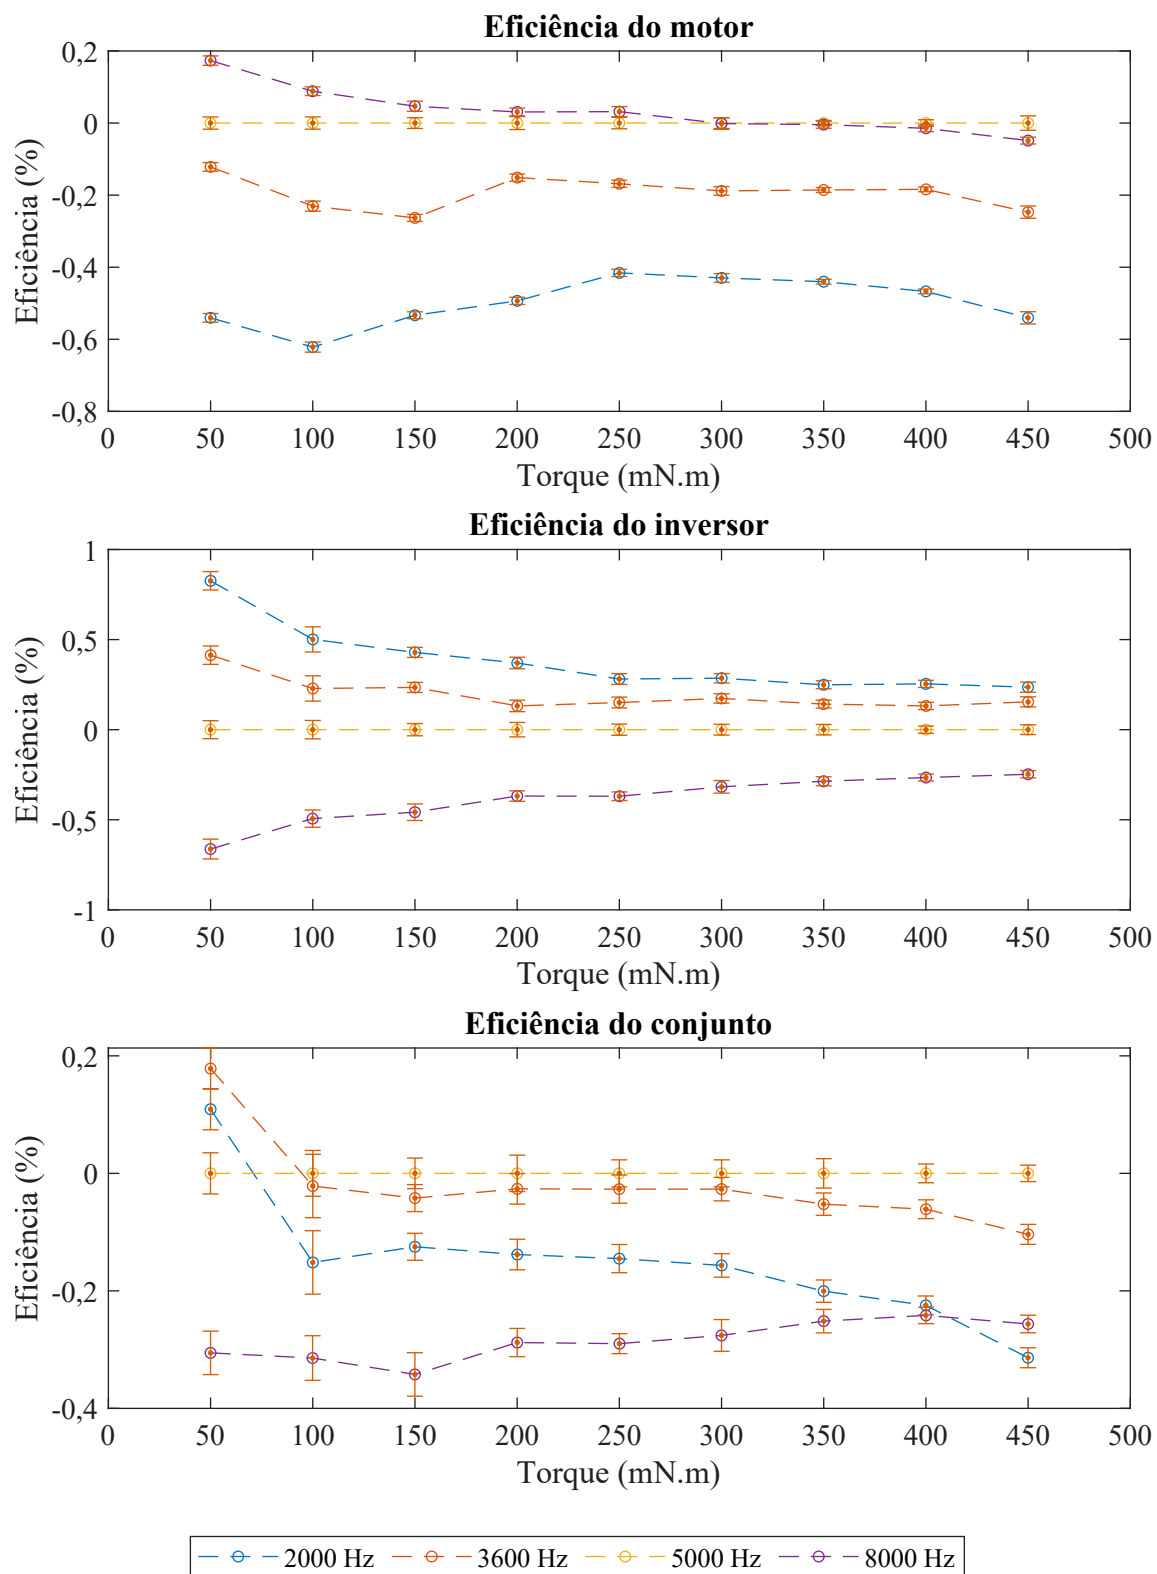 Eficiência do motor
0,2
0
-0,2
-0,4
-0,6
-0,8
Eficiência (%)
0 50 100 150 200 250 300 350 400 450 500
Torque (mN.m)
Eficiência do inversor
1
0,5
0
-0,5
-1
Eficiência (%)
0 50 100 150 200 250 300 350 400 450 500
Torque (mN.m)
Eficiência do conjunto
0,2
0
-0,2
-0,4
Eficiência (%)
0 50 100 150 200 250 300 350 400 450 500
Torque (mN.m)
2000 Hz 3600 Hz 5000 Hz 8000 Hz